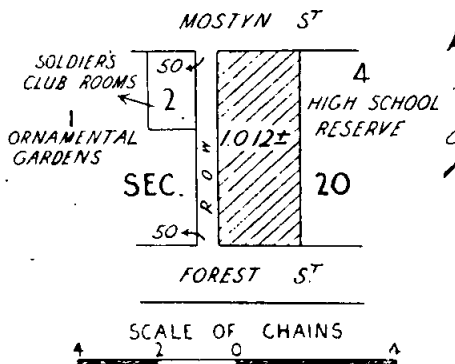 MOSTYN Sᵀ
SOLDIER'S
CLUB ROOMS
50
2
4
HIGH SCHOOL
RESERVE
1
ORNAMENTAL
GARDENS
1.012±
SEC.
R O W
20
50
FOREST Sᵀ
SCALE OF CHAINS
4 2 0